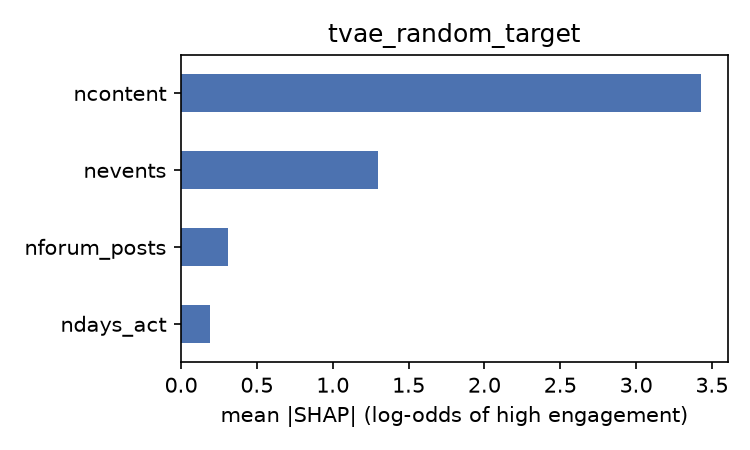 tvae_random_target
ncontent
nevents
nforum_posts
ndays_act
0.0 0.5 1.0 1.5 2.0 2.5 3.0 3.5
mean |SHAP| (log-odds of high engagement)